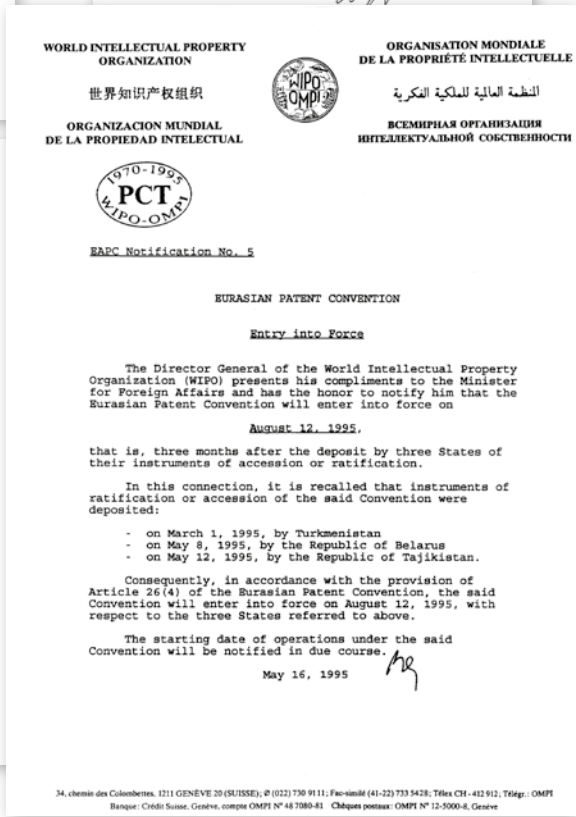 WORLD INTELLECTUAL PROPERTY
ORGANIZATION
世界知识产权组织
ORGANIZACION MUNDIAL
DE LA PROPIEDAD INTELECTUAL
WIPO
OMPI
ORGANISATION MONDIALE
DE LA PROPRIÉTÉ INTELLECTUELLE
المنظمة العالمية للملكية الفكرية
ВСЕМИРНАЯ ОРГАНИЗАЦИЯ
ИНТЕЛЛЕКТУАЛЬНОЙ СОБСТВЕННОСТИ
1970-1995
PCT
WIPO-OMPI
EAPC Notification No. 5
EURASIAN PATENT CONVENTION
Entry into Force
The Director General of the World Intellectual Property
Organization (WIPO) presents his compliments to the Minister
for Foreign Affairs and has the honor to notify him that the
Eurasian Patent Convention will enter into force on
August 12, 1995,
that is, three months after the deposit by three States of
their instruments of accession or ratification.
In this connection, it is recalled that instruments of
ratification or accession of the said Convention were
deposited:
- on March 1, 1995, by Turkmenistan
- on May 8, 1995, by the Republic of Belarus
- on May 12, 1995, by the Republic of Tajikistan.
Consequently, in accordance with the provision of
Article 26(4) of the Eurasian Patent Convention, the said
Convention will enter into force on August 12, 1995, with
respect to the three States referred to above.
The starting date of operations under the said
Convention will be notified in due course.
May 16, 1995
34, chemin des Colombettes, 1211 GENÈVE 20 (SUISSE); ✆ (022) 730 9111; Fac-similé (41-22) 733 5428; Télex CH - 412 912; Télégr.: OMPI
Banque: Crédit Suisse, Genève, compte OMPI N° 48 7080-81 Chèques postaux: OMPI N° 12-5000-8, Genève